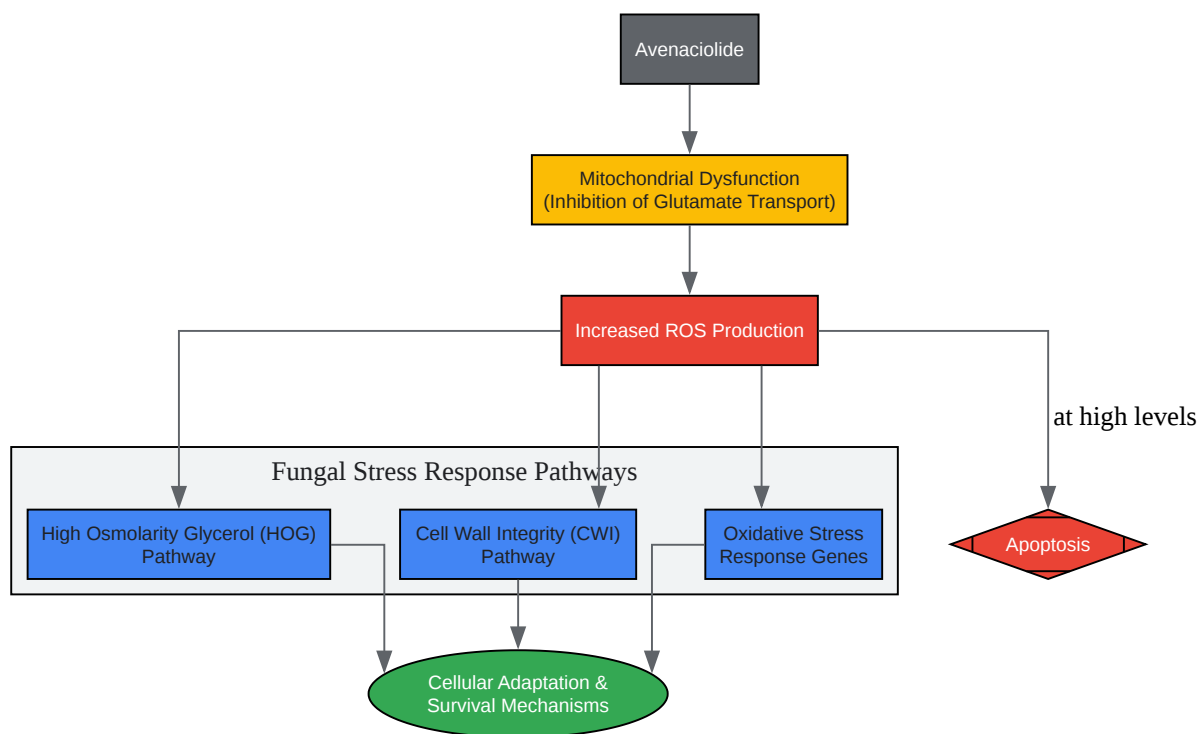 Avenaciolide
Mitochondrial Dysfunction
(Inhibition of Glutamate Transport)
Increased ROS Production
at high levels
Fungal Stress Response Pathways
High Osmolarity Glycerol (HOG)
Pathway
Cell Wall Integrity (CWI)
Pathway
Oxidative Stress
Response Genes
Apoptosis
Cellular Adaptation &
Survival Mechanisms